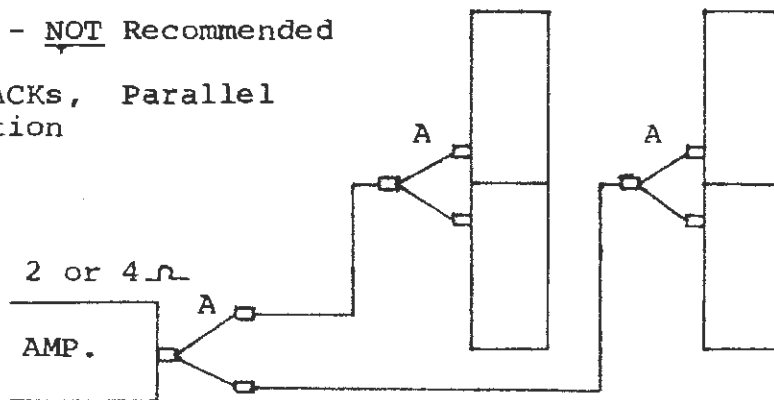 - NOT Recommended
ACKs, Parallel
tion
A
A
2 or 4 Ω
A
AMP.